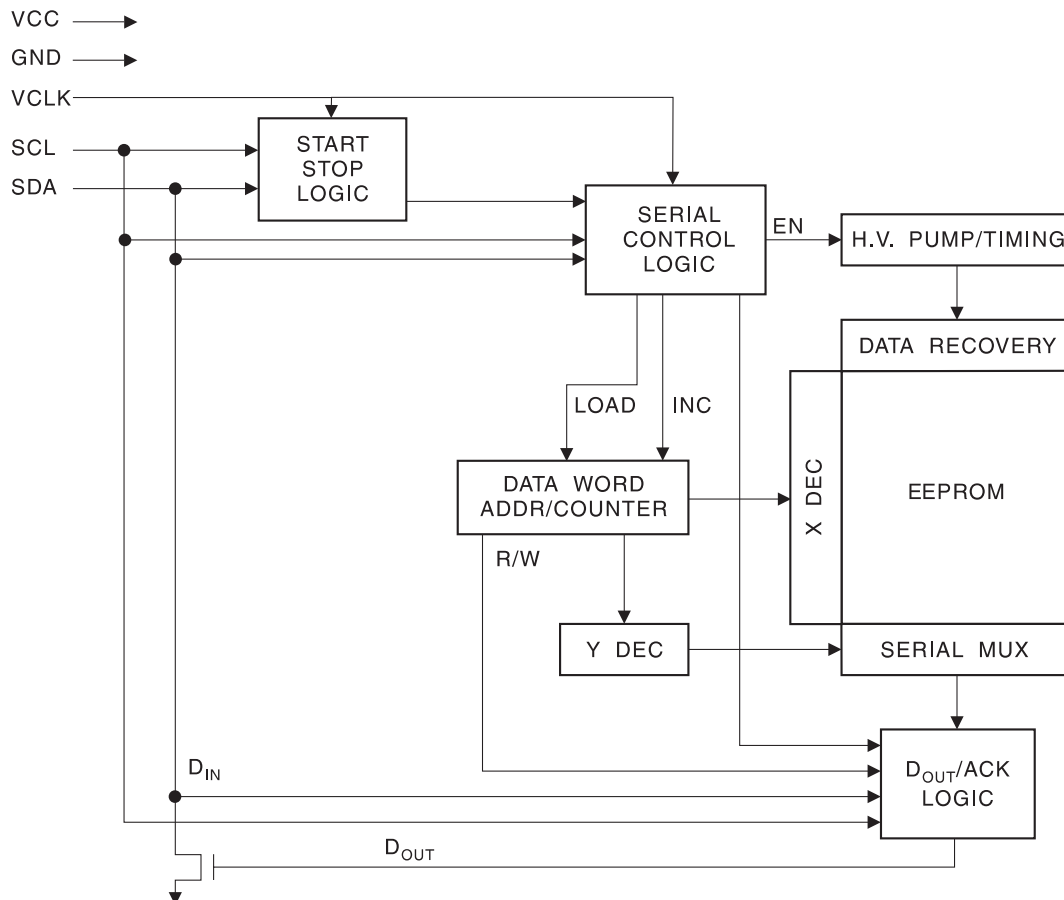 VCC
GND
VCLK
SCL
SDA
START
STOP
LOGIC
SERIAL
CONTROL
LOGIC
EN
H.V. PUMP/TIMING
DATA RECOVERY
LOAD
INC
DATA WORD
ADDR/COUNTER
X DEC
EEPROM
R/W
Y DEC
SERIAL MUX
DIN
DOUT/ACK
LOGIC
DOUT